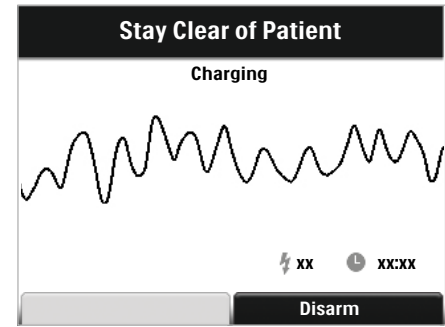 Stay Clear of Patient
Charging
xx xx:xx
Disarm